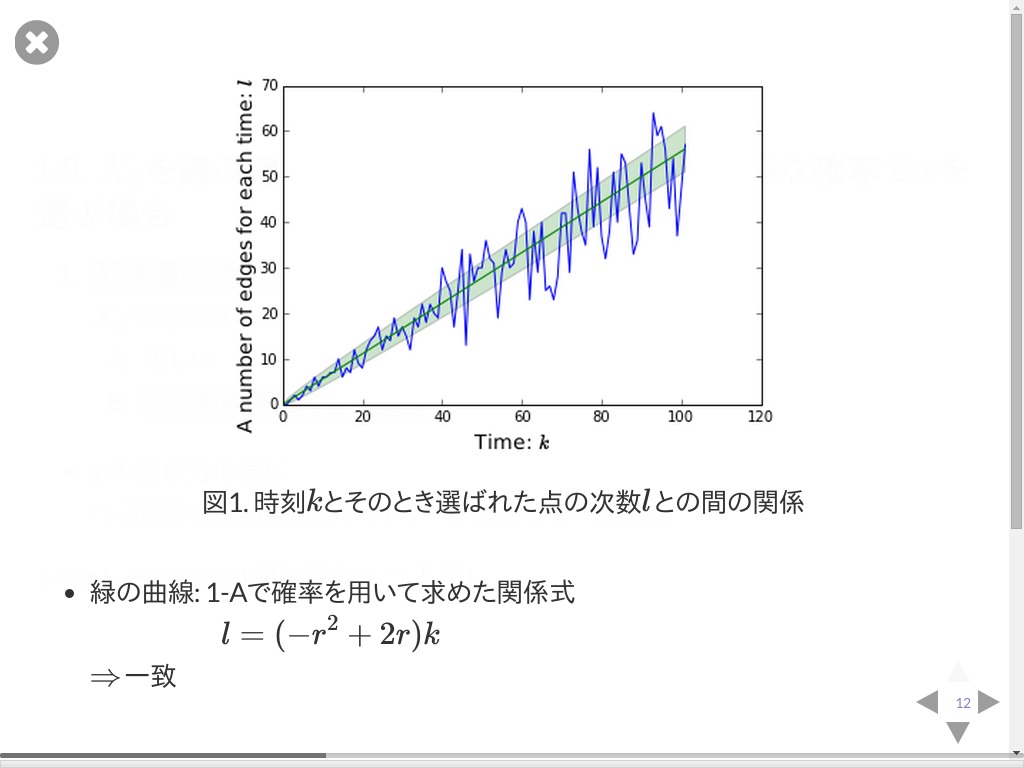 A number of edges for each time: l
70
60
50
40
30
20
10
0
0 20 40 60 80 100 120
Time: k
図1. 時刻kとそのとき選ばれた点の次数lとの間の関係
• 緑の曲線: 1-Aで確率を用いて求めた関係式
l = (−r² + 2r)k
⇒一致
12